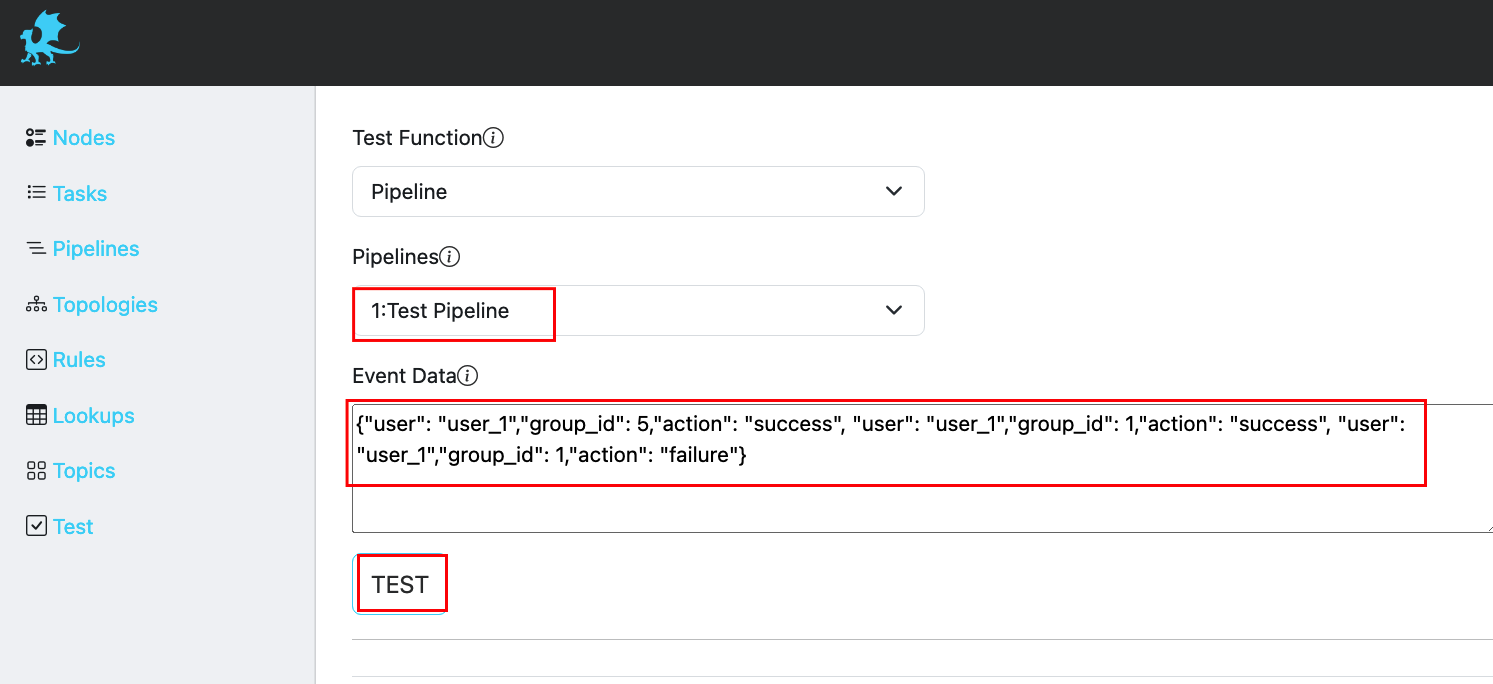 Nodes
Tasks
Pipelines
Topologies
Rules
Lookups
Topics
Test
Test Function
Pipeline
Pipelines
1:Test Pipeline
Event Data
{"user": "user_1","group_id": 5,"action": "success", "user": "user_1","group_id": 1,"action": "success", "user":
"user_1","group_id": 1,"action": "failure"}
TEST